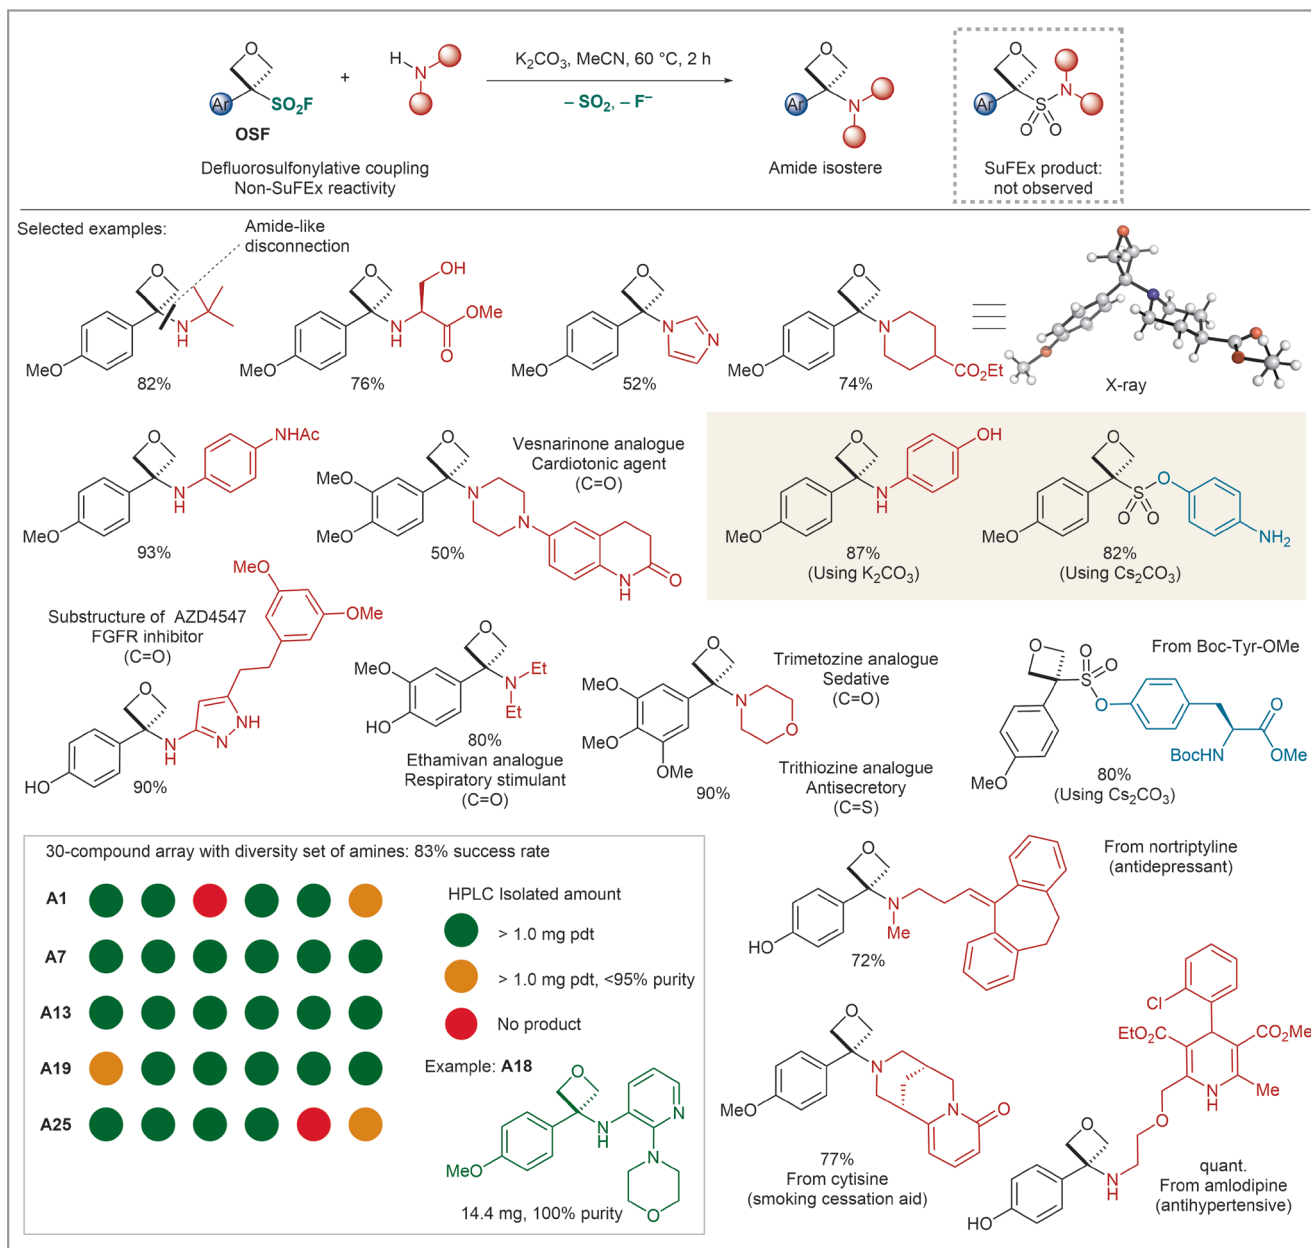 O
Ar
SO₂F
OSF
+
H
N
K₂CO₃, MeCN, 60 °C, 2 h
– SO₂, – F⁻
O
Ar
N
O
Ar
S
N
O O
Defluorosulfonylative coupling
Non-SuFEx reactivity
Amide isostere
SuFEx product:
not observed
Selected examples:
Amide-like
disconnection
O
N
H
MeO
82%
O
OH
N
H
OMe
O
MeO
76%
O
N
N
MeO
52%
O
N
MeO
CO₂Et
74%
X-ray
O
NHAc
N
H
MeO
93%
Vesnarinone analogue
Cardiotonic agent
(C=O)
O
MeO
MeO
N
N
N
H
O
50%
O
OH
N
H
MeO
87%
(Using K₂CO₃)
O
O
S
O O
MeO
NH₂
82%
(Using Cs₂CO₃)
Substructure of AZD4547
FGFR inhibitor
(C=O)
MeO
OMe
O
N
H
N
NH
HO
90%
O
MeO
HO
N
Et
Et
80%
Ethamivan analogue
Respiratory stimulant
(C=O)
O
MeO
MeO
OMe
N
O
90%
Trimetozine analogue
Sedative
(C=O)
Trithiozine analogue
Antisecretory
(C=S)
From Boc-Tyr-OMe
O
O O
S
O
MeO
BocHN
O
OMe
80%
(Using Cs₂CO₃)
30-compound array with diversity set of amines: 83% success rate
A1
A7
A13
A19
A25
HPLC Isolated amount
> 1.0 mg pdt
> 1.0 mg pdt, <95% purity
No product
Example: A18
O
N
H
N
N
O
MeO
14.4 mg, 100% purity
From nortriptyline
(antidepressant)
O
N
Me
HO
72%
O
N
N
O
MeO
77%
From cytisine
(smoking cessation aid)
Cl
EtO₂C
CO₂Me
N
H
Me
O
O
N
H
HO
quant.
From amlodipine
(antihypertensive)